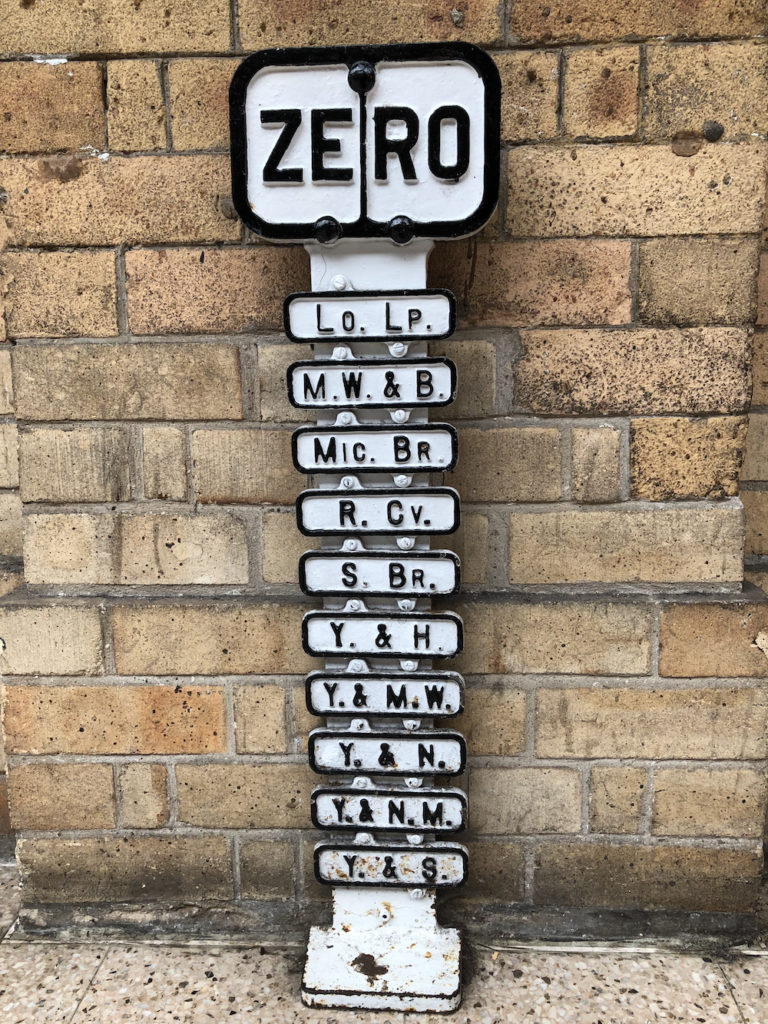 ZERO
Lo. Lp.
M.W. & B.
Mic. Br.
R. Cv.
S. Br.
Y. & H.
Y. & M.W.
Y. & N.
Y. & N. M.
Y. & S.